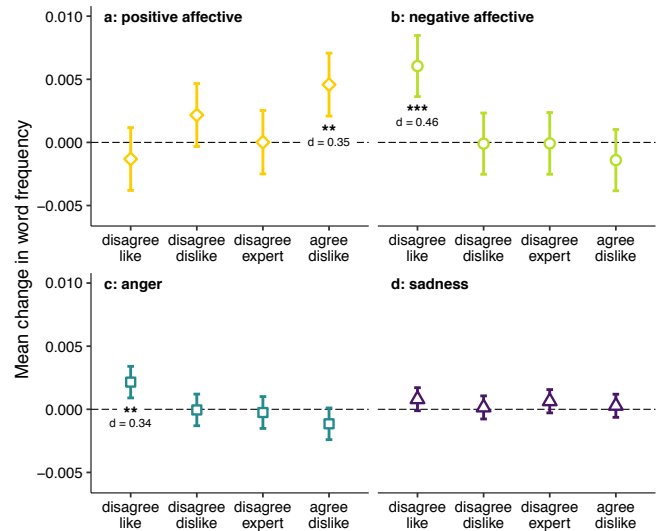 Mean change in word frequency
a: positive affective
b: negative affective
0.010
0.005
0.000
−0.005
**
d = 0.35
***
d = 0.46
disagree like
disagree dislike
disagree expert
agree dislike
disagree like
disagree dislike
disagree expert
agree dislike
c: anger
d: sadness
0.010
0.005
0.000
−0.005
**
d = 0.34
disagree like
disagree dislike
disagree expert
agree dislike
disagree like
disagree dislike
disagree expert
agree dislike